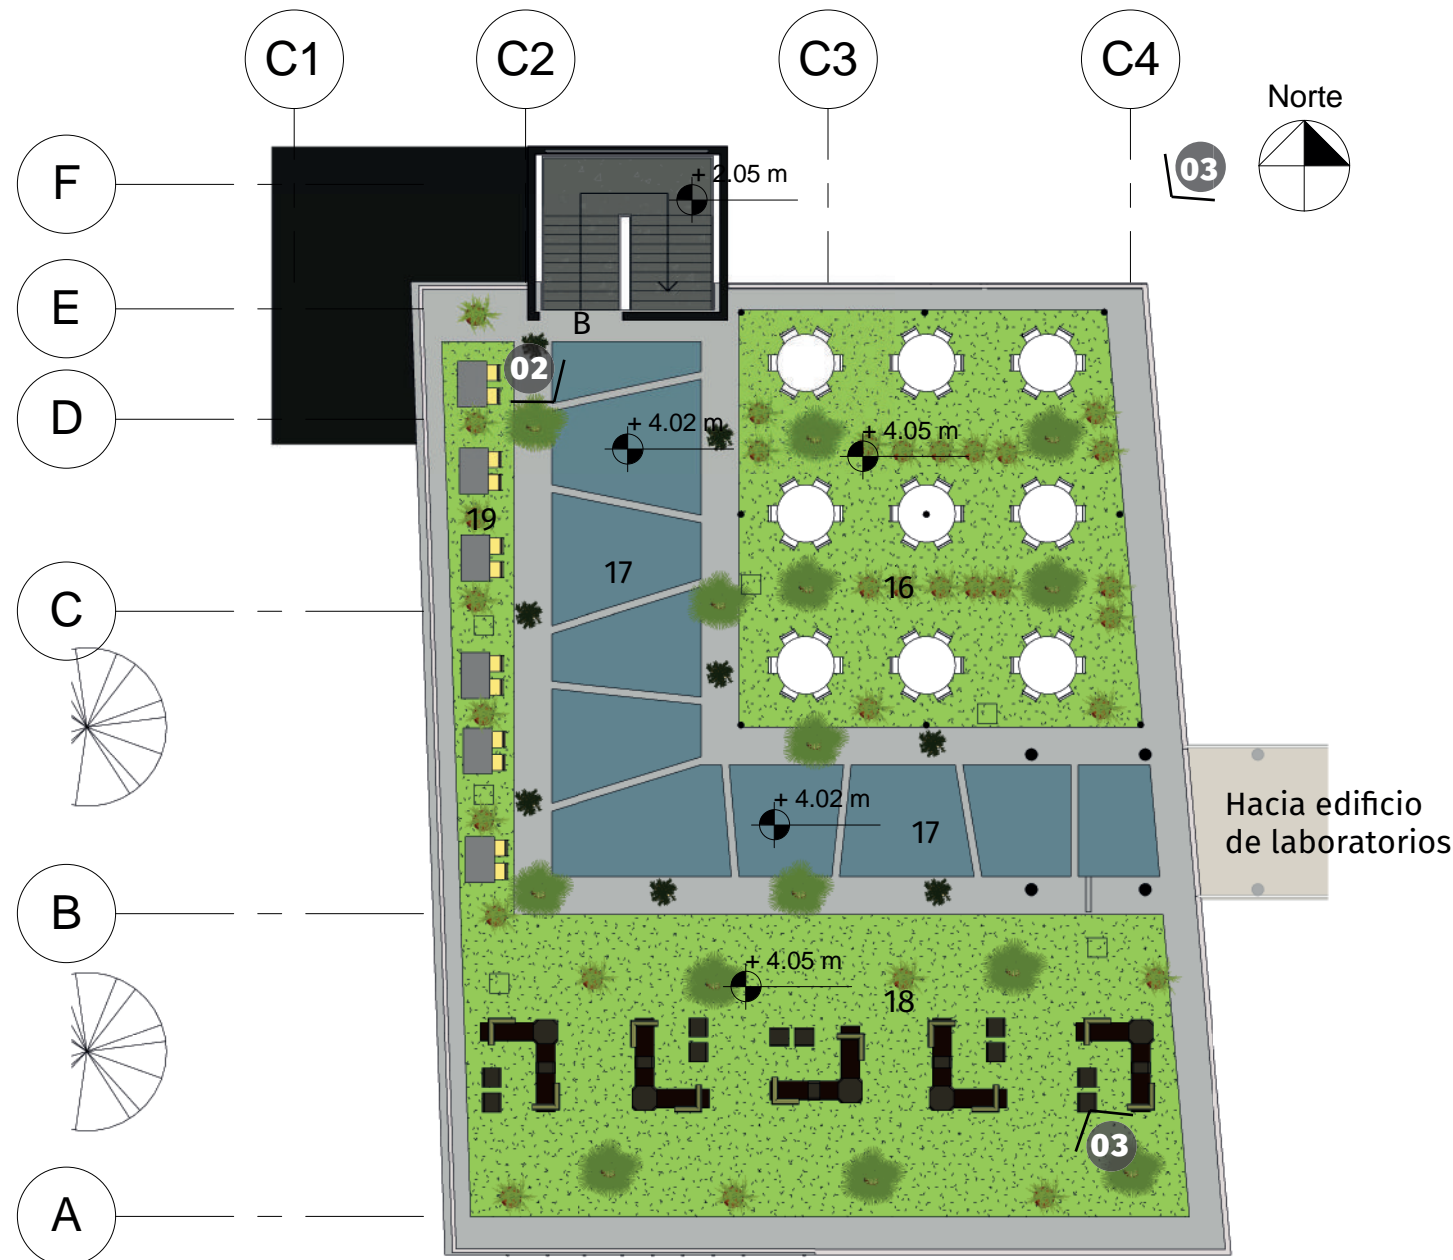 C1
C2
C3
C4
Norte
03
F
+ 2.05 m
E
B
02
D
+ 4.02 m
+ 4.05 m
19
17
16
C
+ 4.02 m
17
Hacia edificio
de laboratorios
B
+ 4.05 m
18
03
A